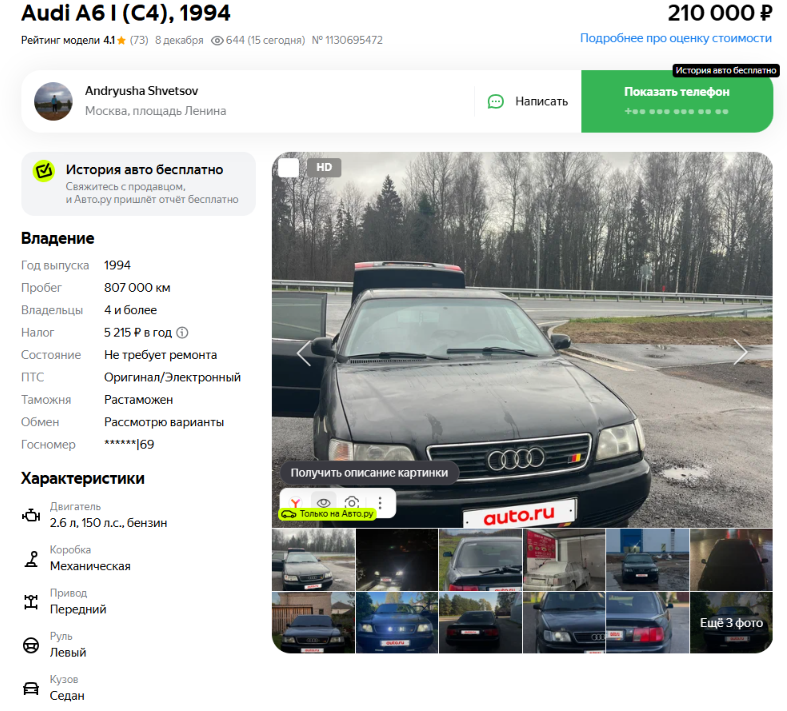 Audi A6 I (C4), 1994
210 000 ₽
Рейтинг модели 4.1 ★ (73) 8 декабря 644 (15 сегодня) № 1130695472
Подробнее про оценку стоимости
История авто бесплатно
Andryusha Shvetsov
Москва, площадь Ленина
Написать
Показать телефон
История авто бесплатно
Свяжитесь с продавцом,
и Авто.ру пришлёт отчёт бесплатно
HD
Владение
Год выпуска 1994
Пробег 807 000 км
Владельцы 4 и более
Налог 5 215 ₽ в год
Состояние Не требует ремонта
ПТС Оригинал/Электронный
Таможня Растаможен
Обмен Рассмотрю варианты
Госномер ******|69
Характеристики
Двигатель
2.6 л, 150 л.с., бензин
Коробка
Механическая
Привод
Передний
Руль
Левый
Кузов
Седан
Получить описание картинки
Только на Авто.ру
auto.ru
Ещё 3 фото